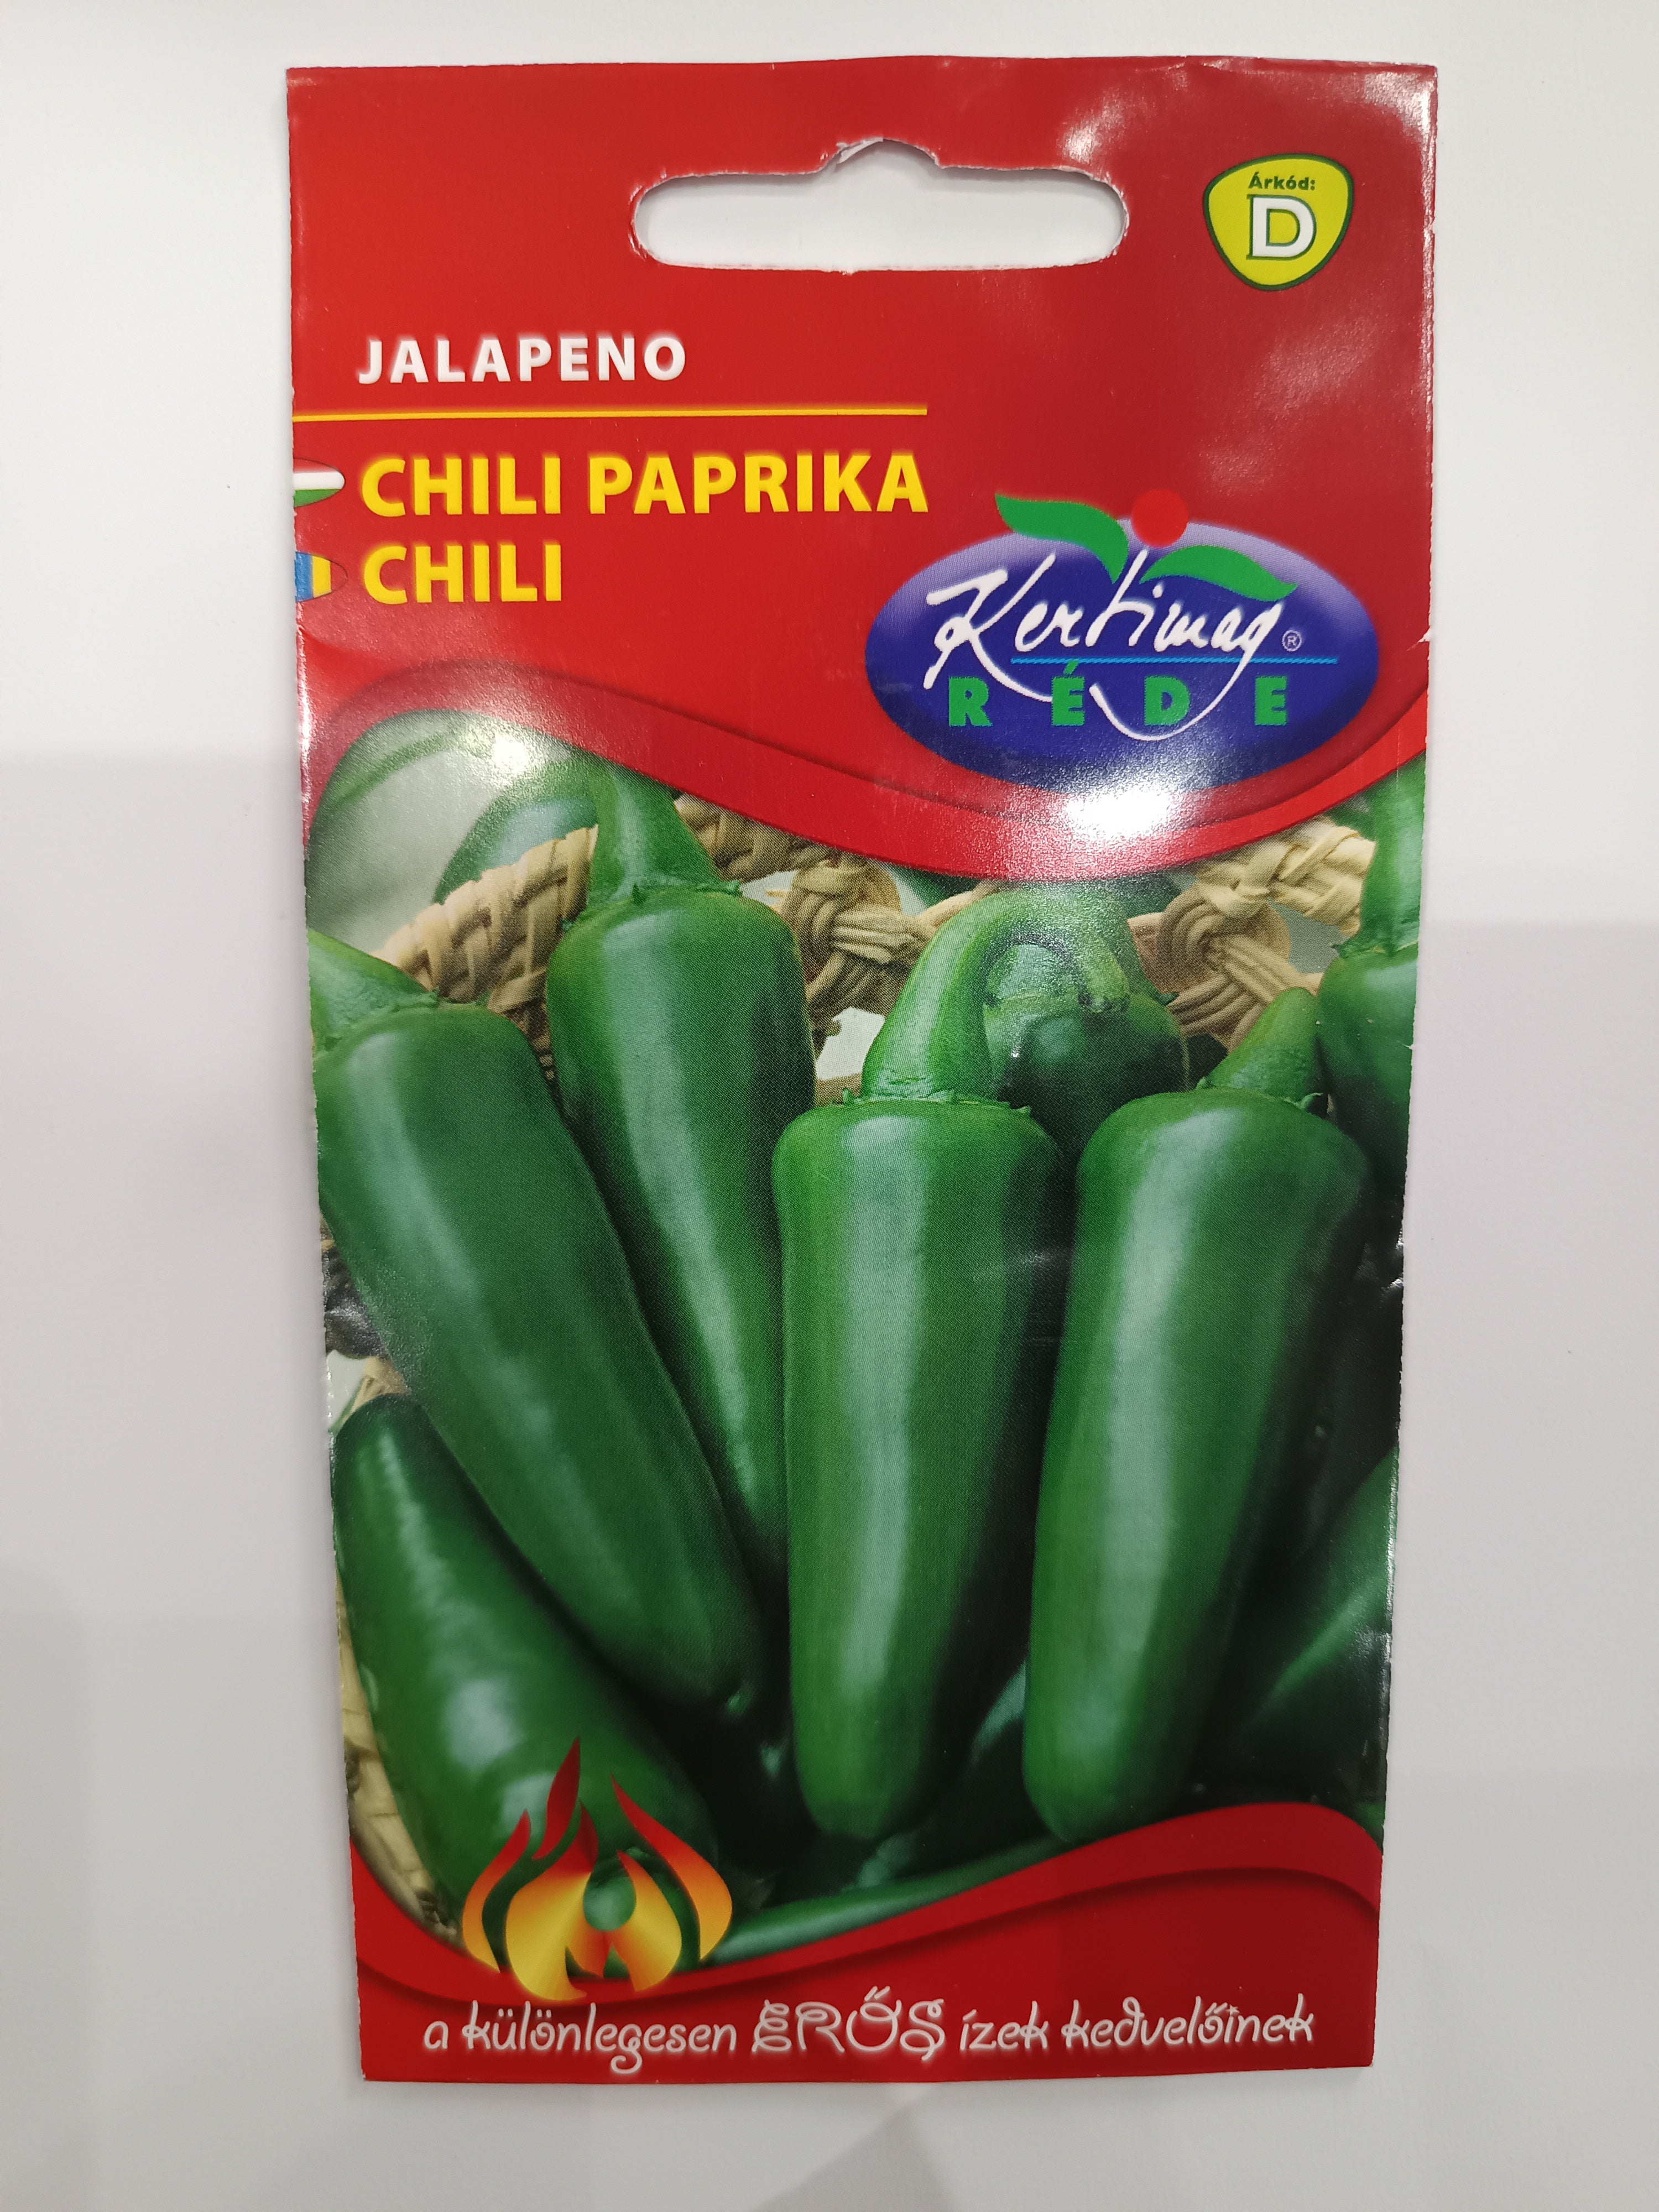 Árkód:
D
JALAPENO
CHILI PAPRIKA
CHILI
Kertimag®
RÉDE
a különlegesen ERŐS ízek kedvelőinek